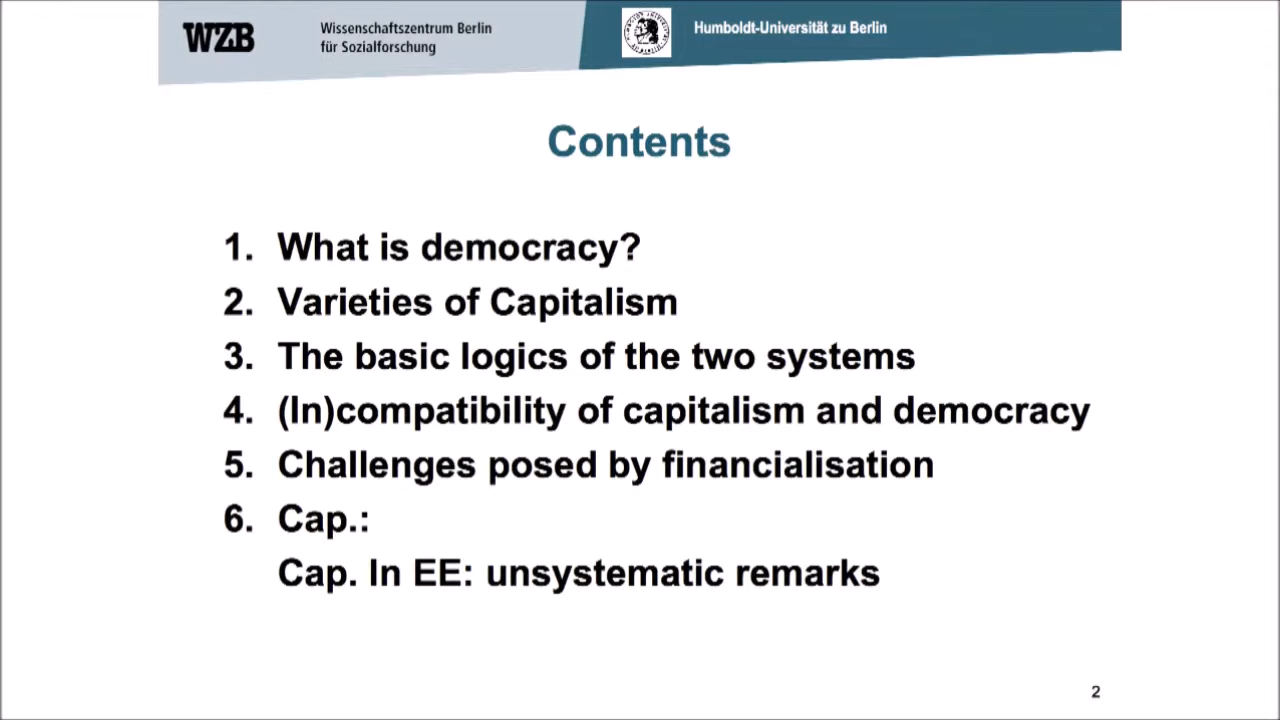 WZB
Wissenschaftszentrum Berlin
für Sozialforschung
Humboldt-Universität zu Berlin
Contents
1. What is democracy?
2. Varieties of Capitalism
3. The basic logics of the two systems
4. (In)compatibility of capitalism and democracy
5. Challenges posed by financialisation
6. Cap.:
Cap. In EE: unsystematic remarks
2